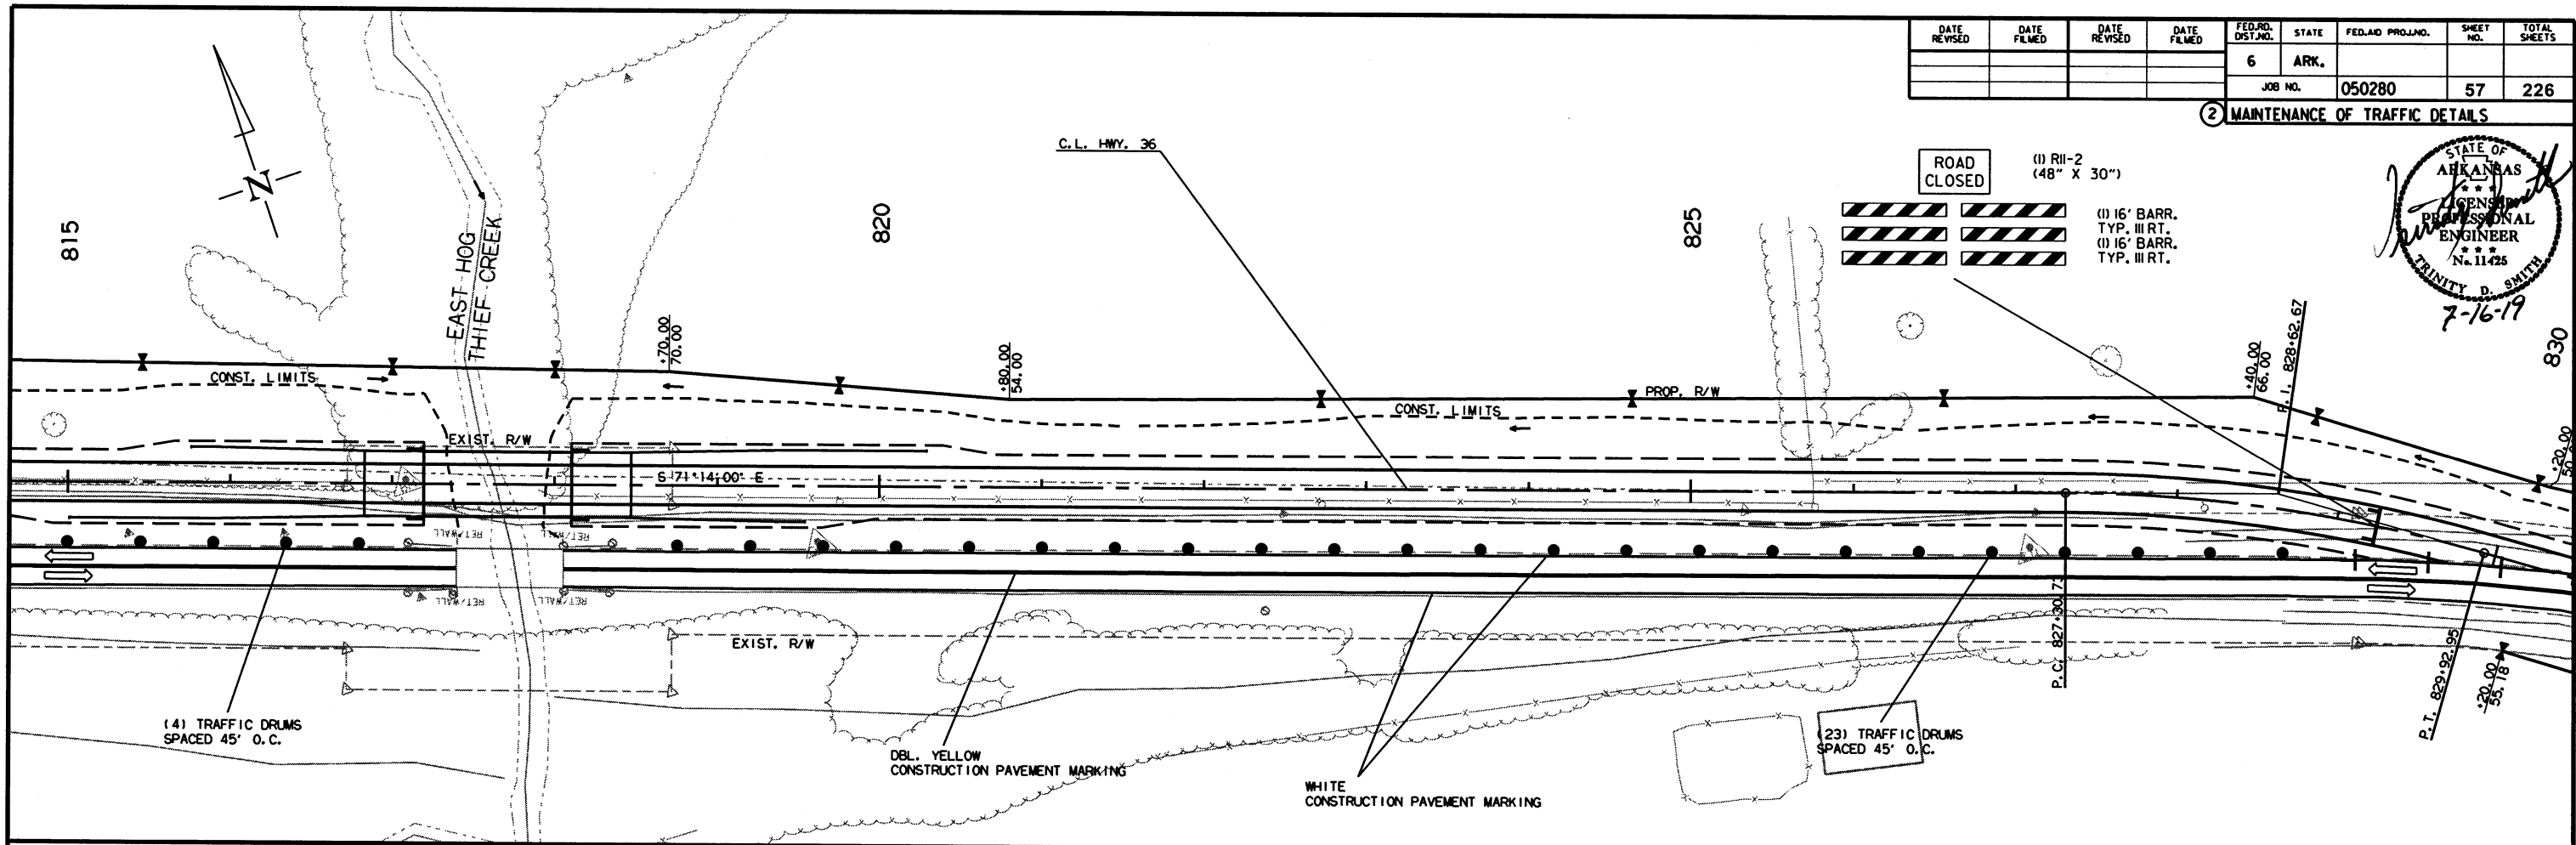 DATE REVISED
DATE FILMED
DATE REVISED
DATE FILMED
FED.RD. DIST.NO.
STATE
FED.AID PROJ.NO.
SHEET NO.
TOTAL SHEETS
6
ARK.
JOB NO.
050280
57
226
2 MAINTENANCE OF TRAFFIC DETAILS
STATE OF
ARKANSAS
* * *
LICENSED
PROFESSIONAL
ENGINEER
* * *
No. 11425
TRINITY D. SMITH
7-16-19
ROAD
CLOSED
(1) R11-2
(48" X 30")
(1) 16' BARR.
TYP. III RT.
(1) 16' BARR.
TYP. III RT.
C.L. HWY. 36
N
815
820
825
830
EAST HOG
THIEF CREEK
+70.00
70.00
+80.00
54.00
+40.00
66.00
P.I. 828+62.67
+20.00
CONST. LIMITS
PROP. R/W
CONST. LIMITS
EXIST. R/W
S 71°14'00" E
RET/WALL
RET/WALL
RET/WALL
RET/WALL
EXIST. R/W
P.C. 827+30.73
P.T. 829+92.95
+20.00
55.18
(4) TRAFFIC DRUMS
SPACED 45' O.C.
DBL. YELLOW
CONSTRUCTION PAVEMENT MARKING
WHITE
CONSTRUCTION PAVEMENT MARKING
(23) TRAFFIC DRUMS
SPACED 45' O.C.